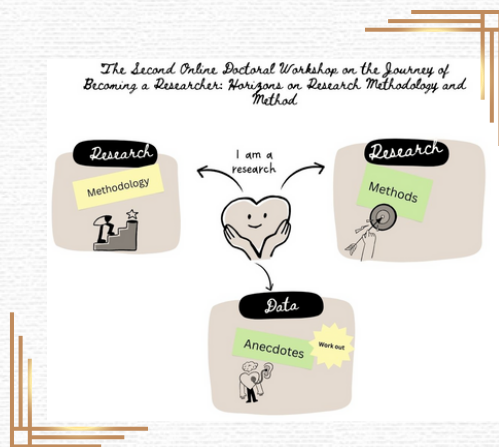 The Second Online Doctoral Workshop on the Journey of
Becoming a Researcher: Horizons on Research Methodology and
Method
Research
Methodology
I am a
research
Research
Methods
Data
Anecdotes
Work out